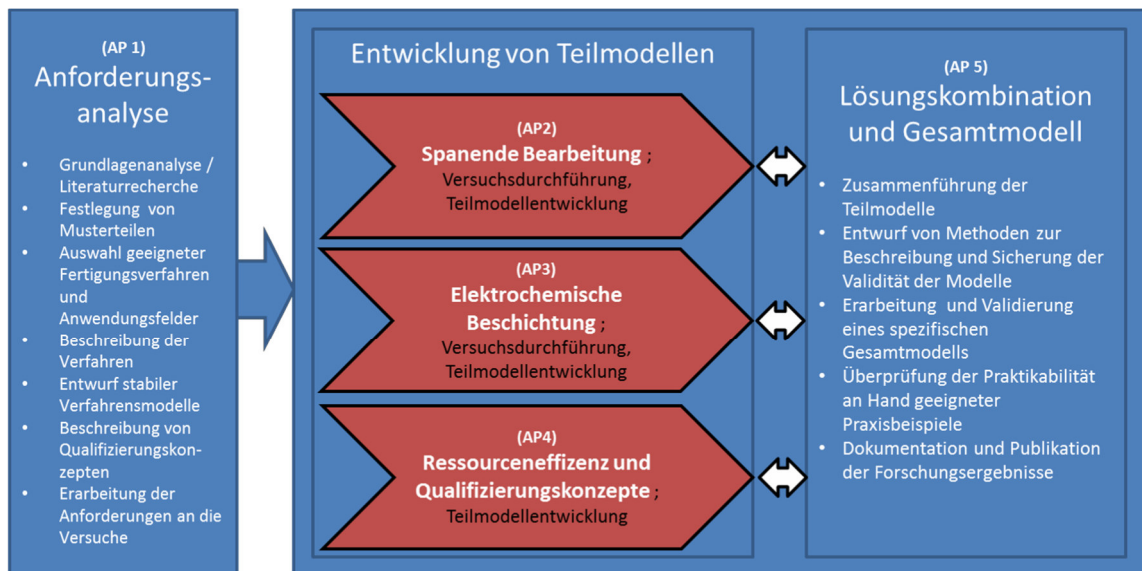 (AP 1)
Anforderungs-
analyse
• Grundlagenanalyse /
Literaturrecherche
• Festlegung von
Musterteilen
• Auswahl geeigneter
Fertigungsverfahren
und
Anwendungsfelder
• Beschreibung der
Verfahren
• Entwurf stabiler
Verfahrensmodelle
• Beschreibung von
Qualifizierungskon-
zepten
• Erarbeitung der
Anforderungen an die
Versuche
Entwicklung von Teilmodellen
(AP2)
Spanende Bearbeitung ;
Versuchsdurchführung,
Teilmodellentwicklung
(AP3)
Elektrochemische
Beschichtung ;
Versuchsdurchführung,
Teilmodellentwicklung
(AP4)
Ressourceneffizenz und
Qualifizierungskonzepte ;
Teilmodellentwicklung
(AP 5)
Lösungskombination
und Gesamtmodell
• Zusammenführung der
Teilmodelle
• Entwurf von Methoden zur
Beschreibung und Sicherung der
Validität der Modelle
• Erarbeitung und Validierung
eines spezifischen
Gesamtmodells
• Überprüfung der Praktikabilität
an Hand geeigneter
Praxisbeispiele
• Dokumentation und Publikation
der Forschungsergebnisse